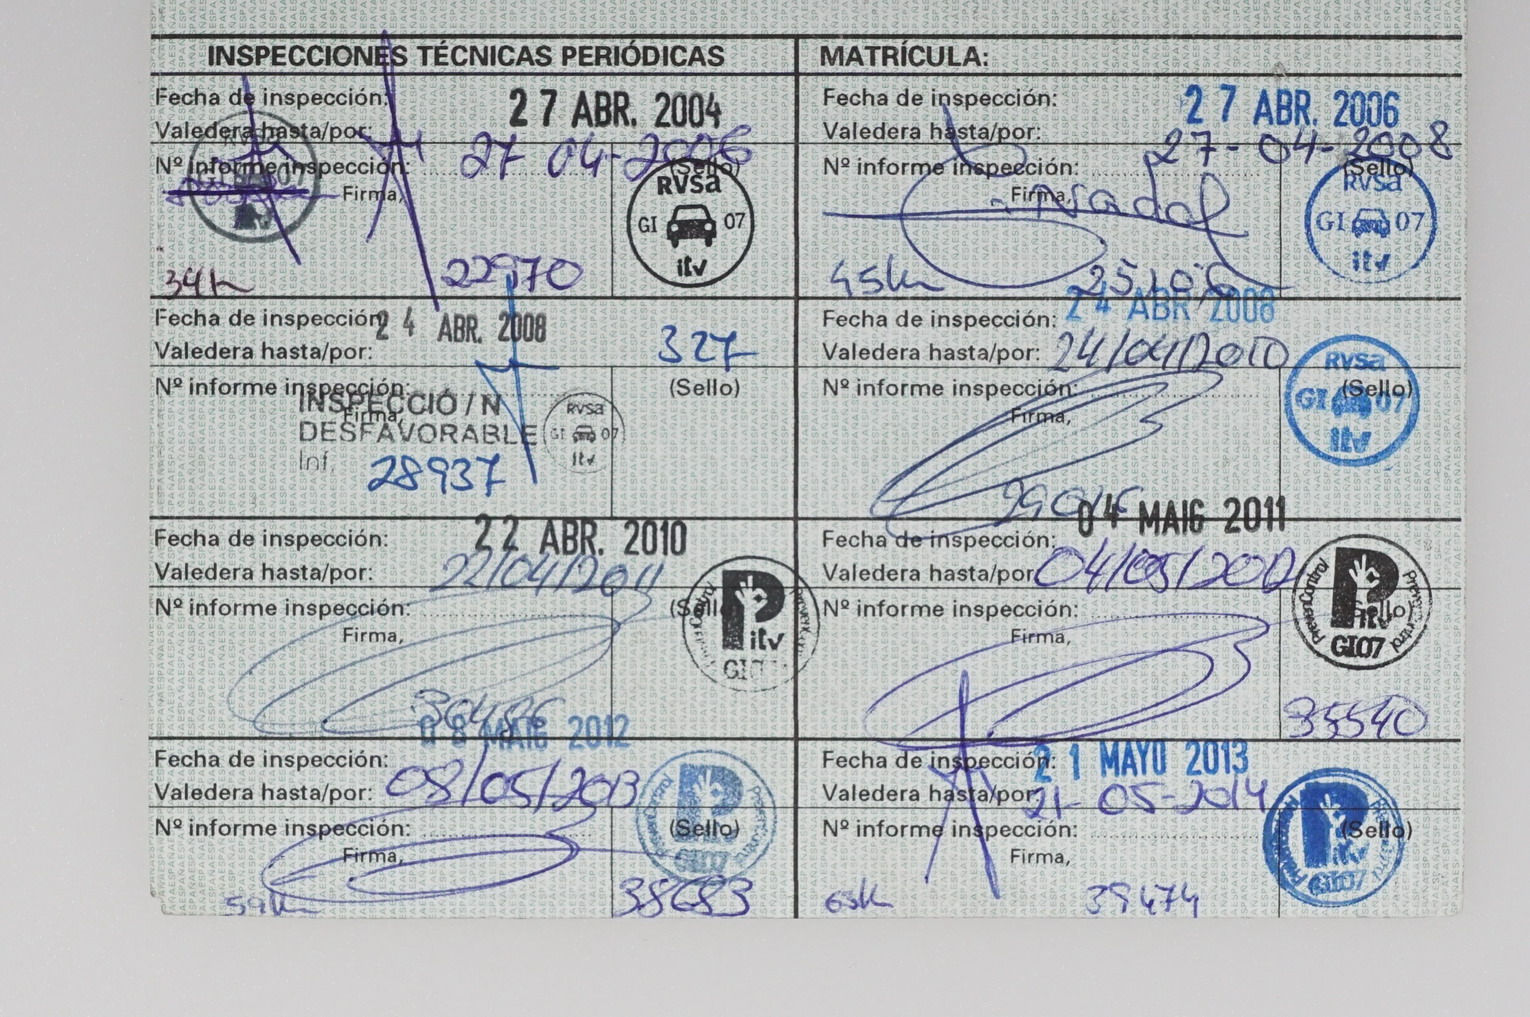 INSPECCIONES TÉCNICAS PERIÓDICAS
MATRÍCULA:
Fecha de inspección: 27 ABR. 2004
Valedera hasta/por: 27-04-2006
Nº informe inspección:
(Sello)
Firma,
RVSa
GI 07
itv
34k
22970
Fecha de inspección: 27 ABR. 2006
Valedera hasta/por: 27-04-2008
Nº informe inspección:
(Sello)
Firma,
RVSa
GI 07
itv
45k
Fecha de inspección: 24 ABR. 2008
Valedera hasta/por: 327
Nº informe inspección:
(Sello)
Firma,
INSPECCIÓ/N
DESFAVORABLE
Inf. 28937
RVSa
GI 07
itv
Fecha de inspección: 24 ABR 2008
Valedera hasta/por: 24/04/2010
Nº informe inspección:
(Sello)
Firma,
RVSa
GI 07
itv
Fecha de inspección: 22 ABR. 2010
Valedera hasta/por: 22/04/2011
Nº informe inspección:
(Sello)
Firma,
PrevenControl
P itv
GI07
Fecha de inspección: 04 MAIG 2011
Valedera hasta/por: 04/05/2012
Nº informe inspección:
(Sello)
Firma,
PrevenControl
P itv
GI07
35540
Fecha de inspección: 08 MAIG 2012
Valedera hasta/por: 08/05/2013
Nº informe inspección:
(Sello)
Firma,
PrevenControl
P itv
GI07
59k
38683
Fecha de inspección: 21 MAYO 2013
Valedera hasta/por: 21-05-2014
Nº informe inspección:
(Sello)
Firma,
P itv
GI07
63k
39474